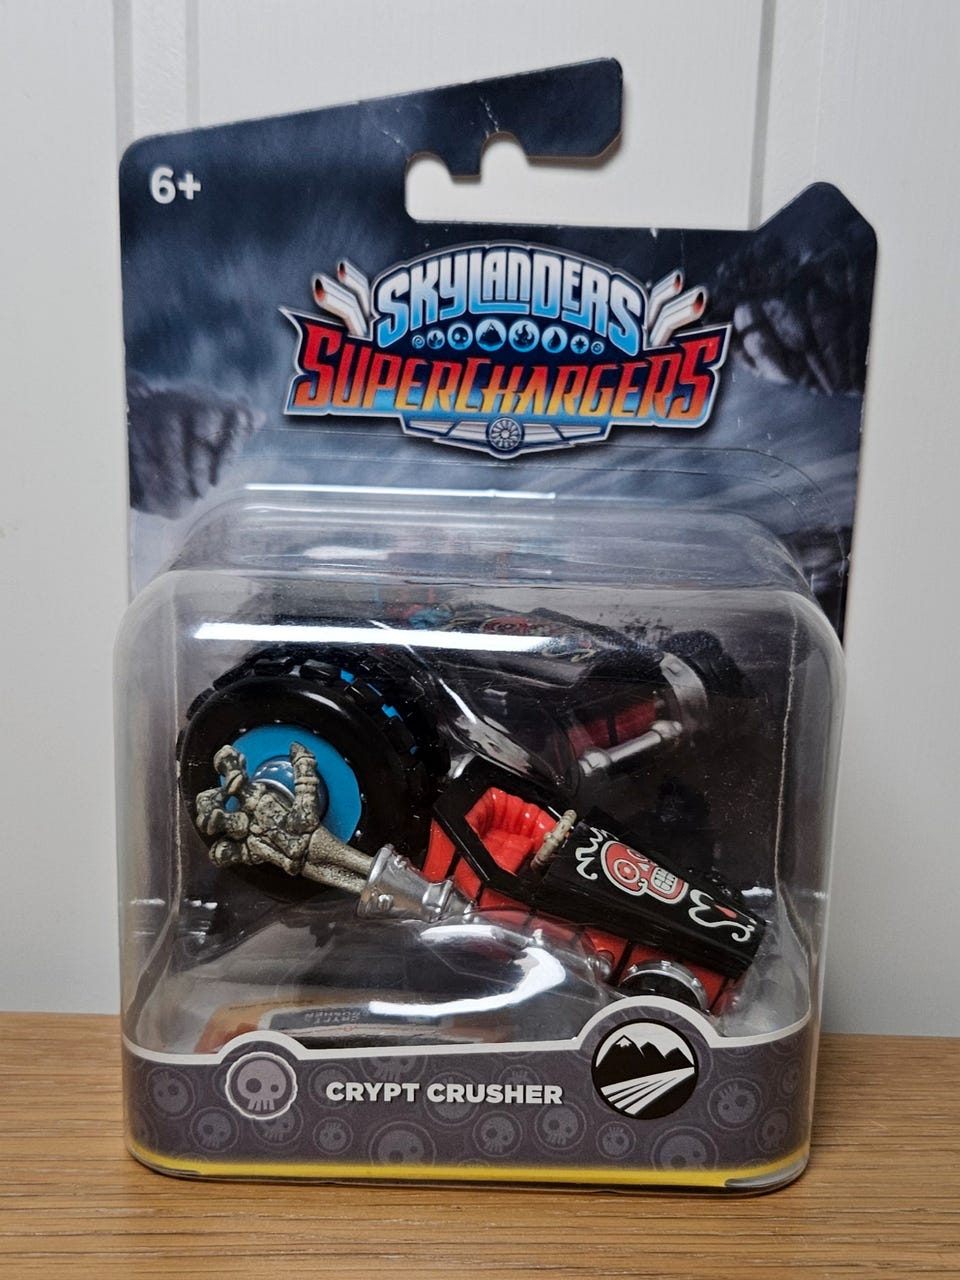 6+
SKYLANDERS
SUPERCHARGERS
CRYPT CRUSHER